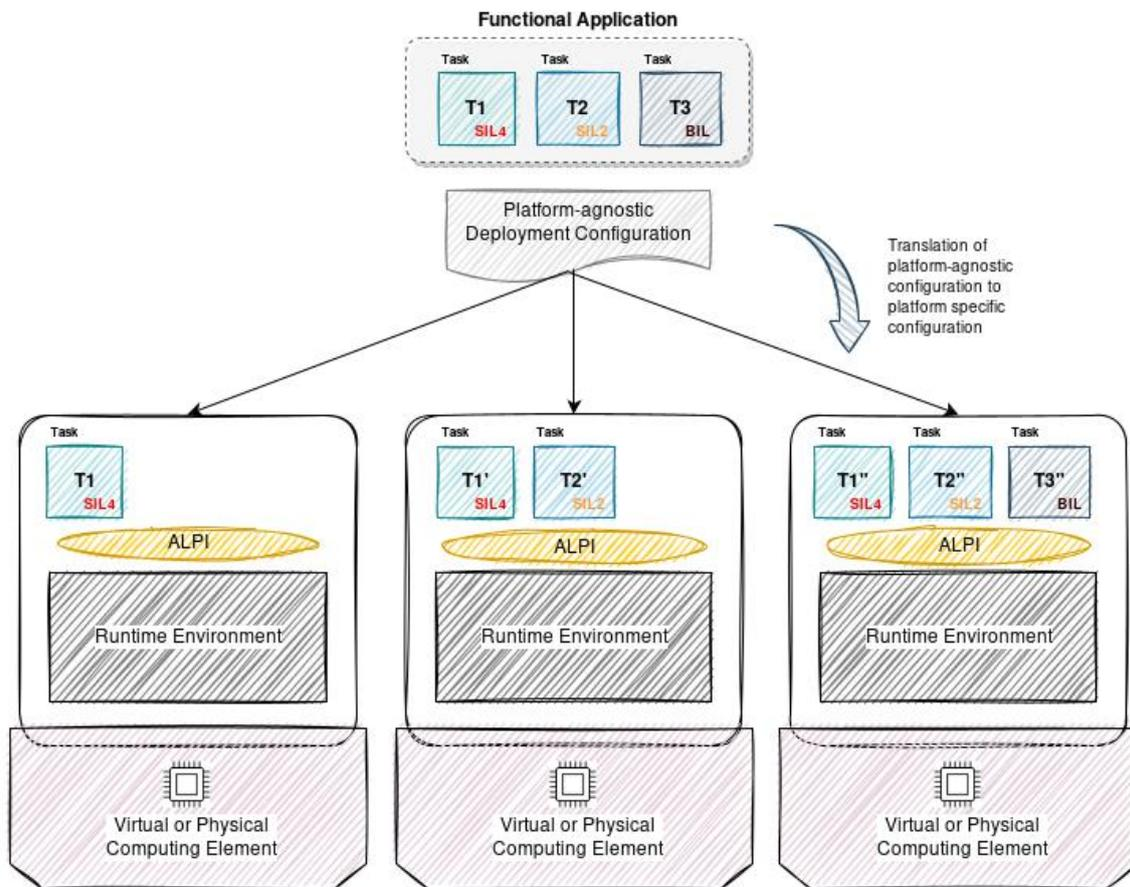 Functional Application
Task
Task
Task
T1
SIL4
T2
SIL2
T3
BIL
Platform-agnostic
Deployment Configuration
Translation of
platform-agnostic
configuration to
platform specific
configuration
Task
T1
SIL4
ALPI
Runtime Environment
Virtual or Physical
Computing Element
Task
Task
T1'
SIL4
T2'
SIL2
ALPI
Runtime Environment
Virtual or Physical
Computing Element
Task
Task
Task
T1"
SIL4
T2"
SIL2
T3"
BIL
ALPI
Runtime Environment
Virtual or Physical
Computing Element